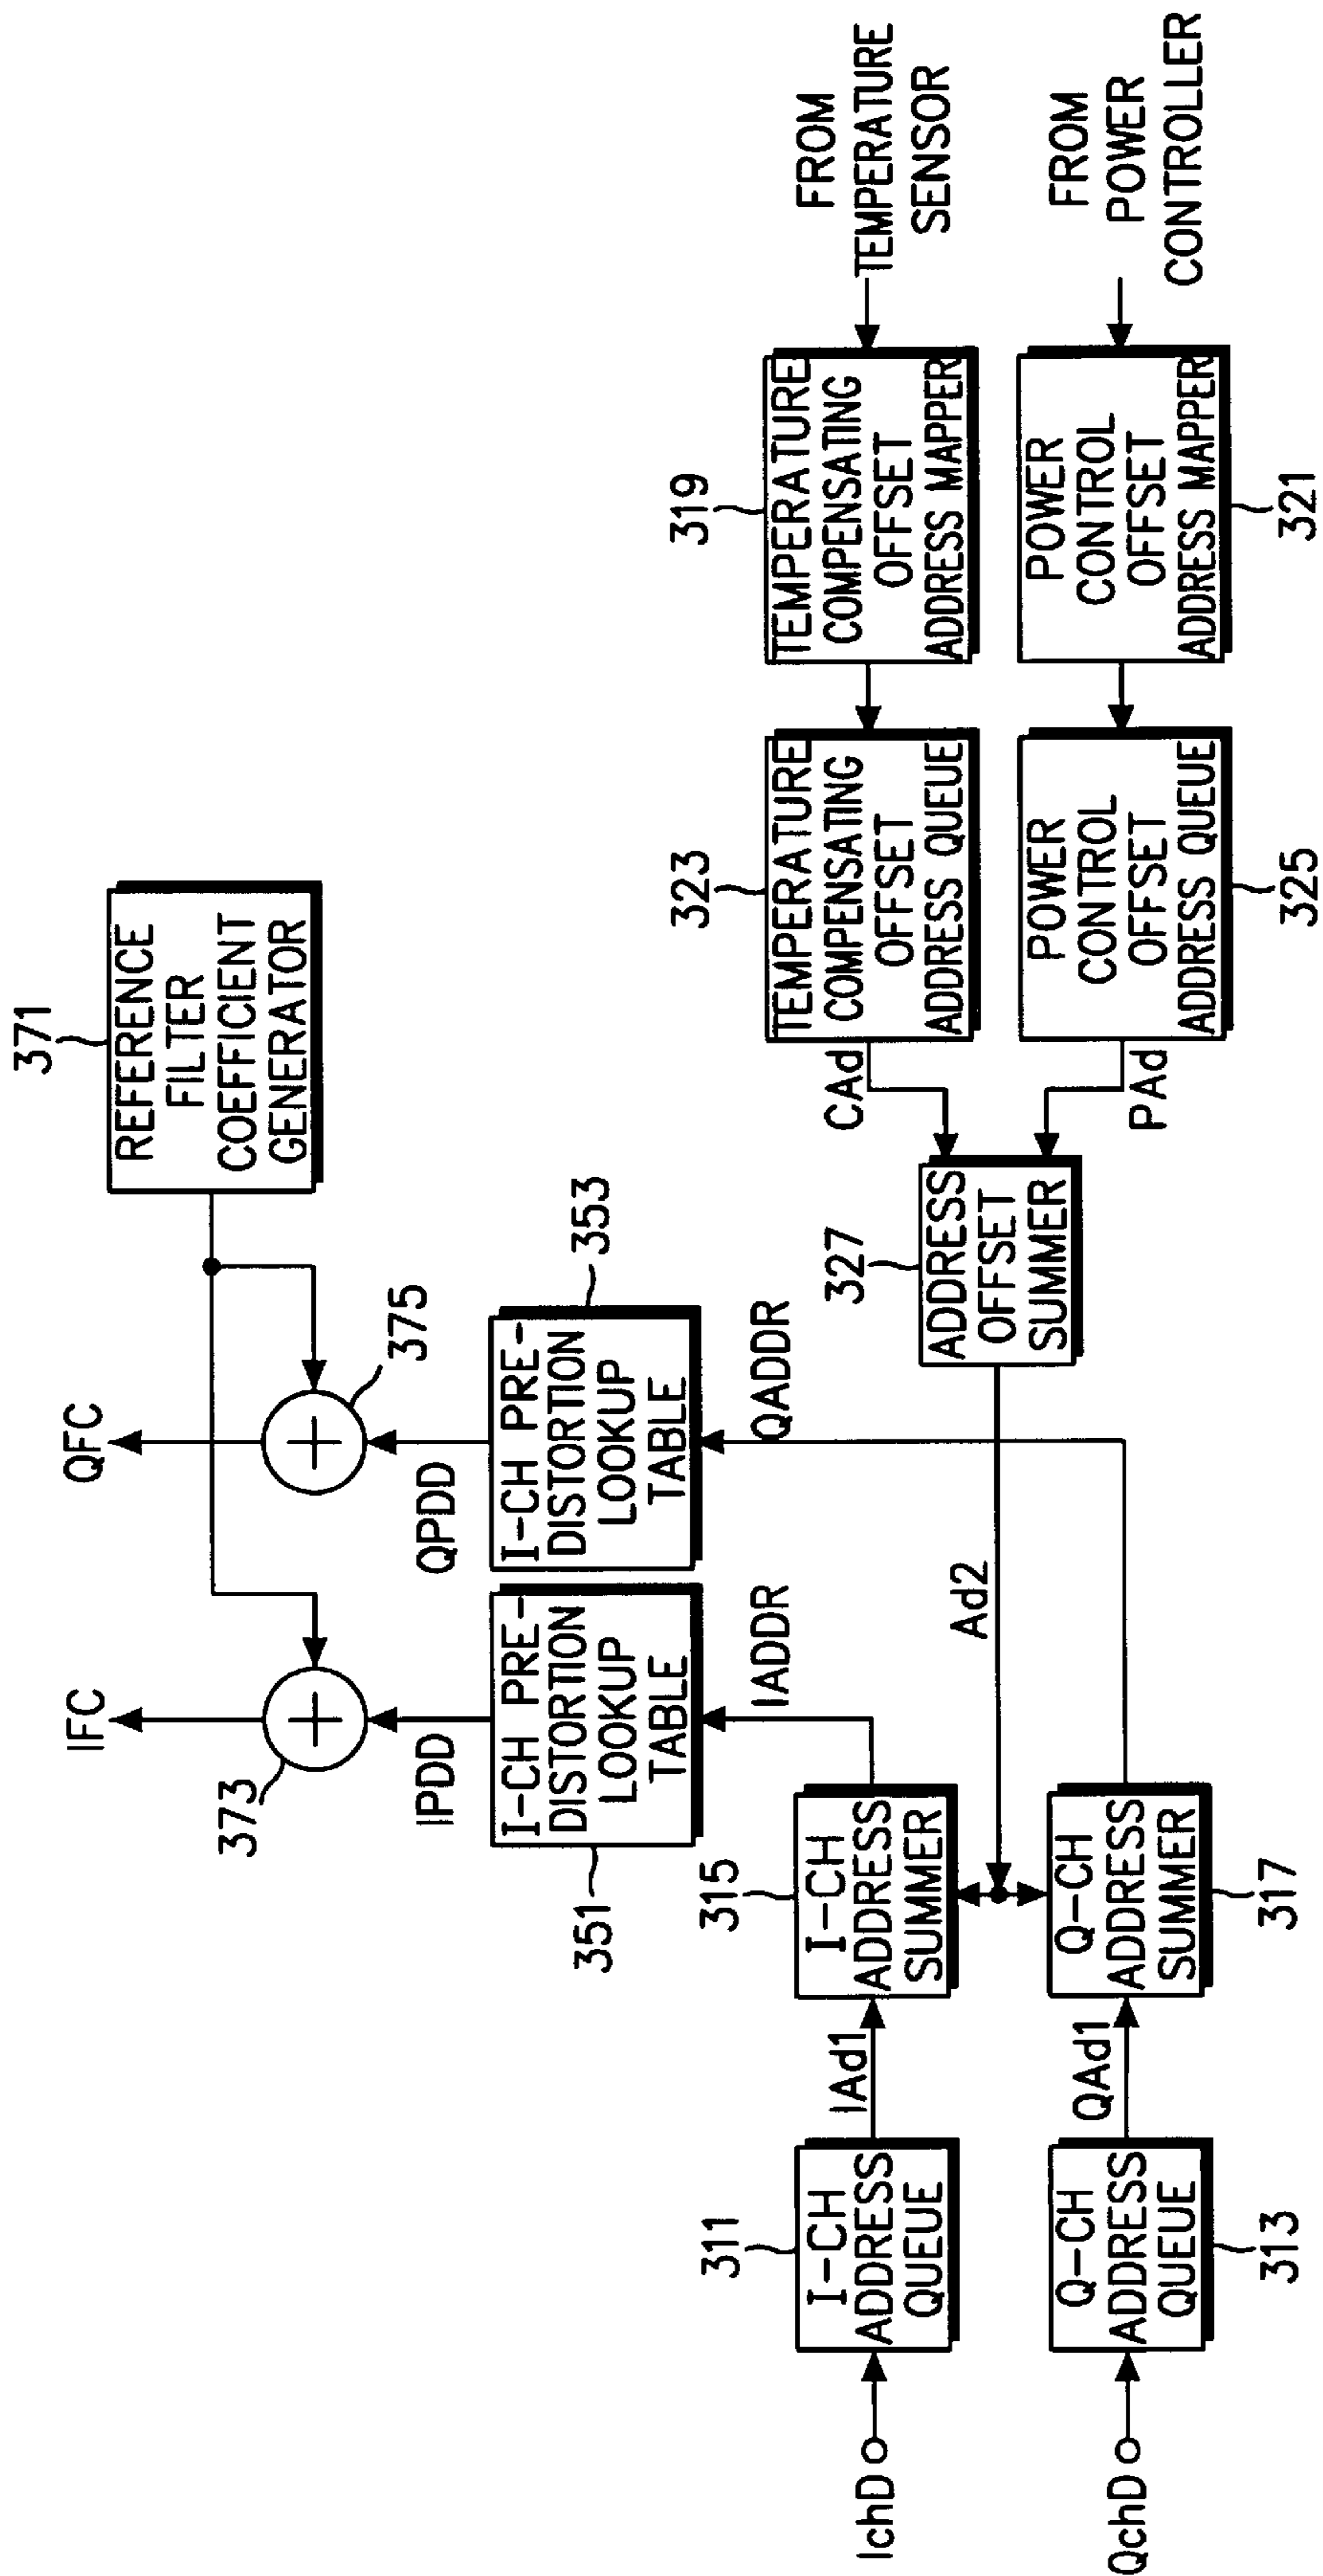 371
REFERENCE
FILTER
COEFFICIENT
GENERATOR
IFC
QFC
373
375
IPDD
QPDD
I-CH PRE-
DISTORTION
LOOKUP
TABLE
351
I-CH PRE-
DISTORTION
LOOKUP
TABLE
353
IADDR
QADDR
IchD
311
I-CH
ADDRESS
QUEUE
IAd1
315
I-CH
ADDRESS
SUMMER
Ad2
327
ADDRESS
OFFSET
SUMMER
CAd
323
TEMPERATURE
COMPENSATING
OFFSET
ADDRESS QUEUE
319
TEMPERATURE
COMPENSATING
OFFSET
ADDRESS MAPPER
FROM
TEMPERATURE
SENSOR
QchD
Q-CH
ADDRESS
QUEUE
313
QAd1
Q-CH
ADDRESS
SUMMER
317
PAd
POWER
CONTROL
OFFSET
ADDRESS QUEUE
325
POWER
CONTROL
OFFSET
ADDRESS MAPPER
321
FROM
POWER
CONTROLLER